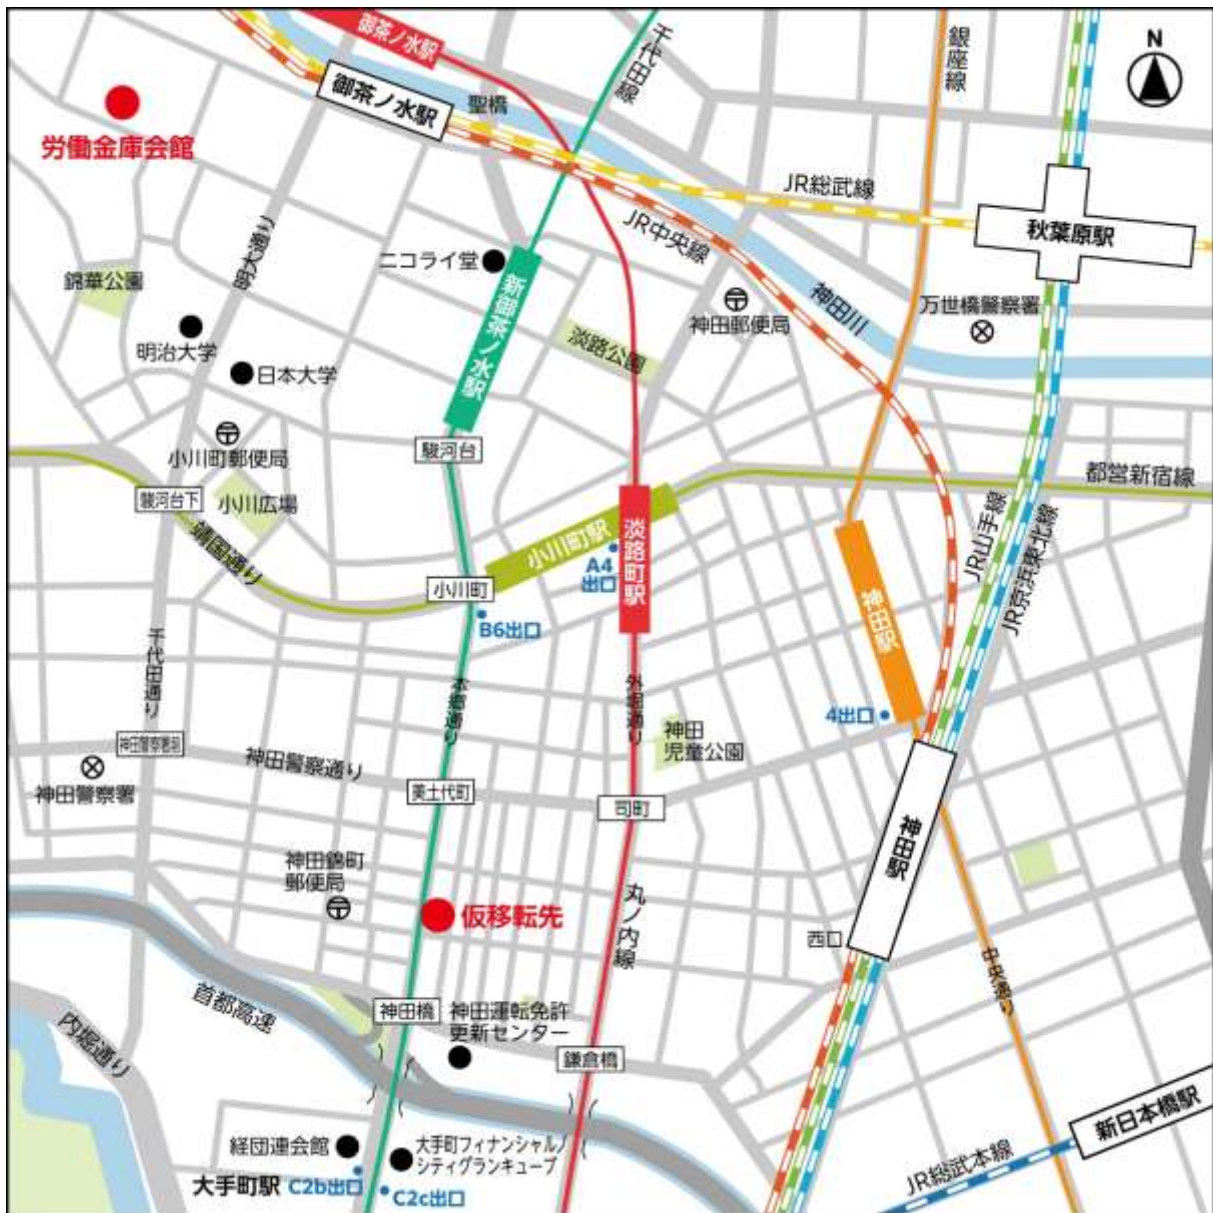 御茶ノ水駅
千代田線
銀座線
N
御茶ノ水駅
聖橋
労働金庫会館
JR総武線
JR中央線
秋葉原駅
明大通り
ニコライ堂
錦華公園
新御茶ノ水駅
神田郵便局
神田川
万世橋警察署
明治大学
淡路公園
日本大学
小川町郵便局
駿河台
都営新宿線
駿河台下
小川広場
靖国通り
小川町駅
A4
出口
淡路町駅
JR山手線
JR京浜東北線
小川町
B6出口
神田駅
千代田通り
本郷通り
外堀通り
4出口
神田
児童公園
神田警察署前
神田警察通り
神田警察署
美土代町
司町
神田駅
神田錦町
郵便局
仮移転先
丸ノ内線
西口
中央通り
首都高速
神田橋
神田運転免許
更新センター
内堀通り
鎌倉橋
経団連会館
大手町フィナンシャル
シティグランキューブ
大手町駅
C2b出口
C2c出口
JR総武本線
新日本橋駅